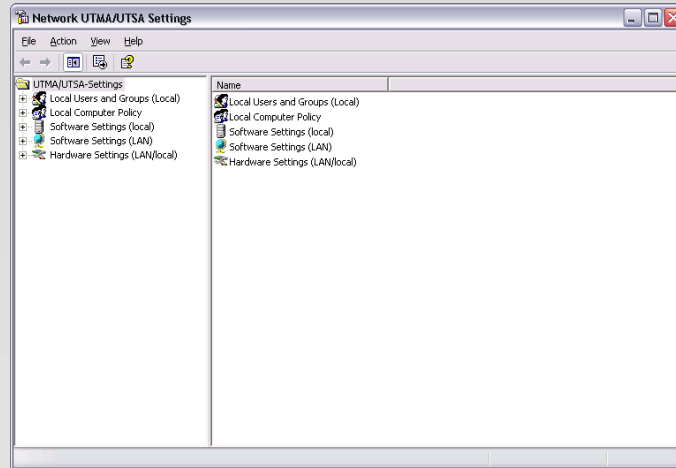 Network UTMA/UTSA Settings
File Action View Help
UTMA/UTSA-Settings
Local Users and Groups (Local)
Local Computer Policy
Software Settings (local)
Software Settings (LAN)
Hardware Settings (LAN/local)
Name
Local Users and Groups (Local)
Local Computer Policy
Software Settings (local)
Software Settings (LAN)
Hardware Settings (LAN/local)